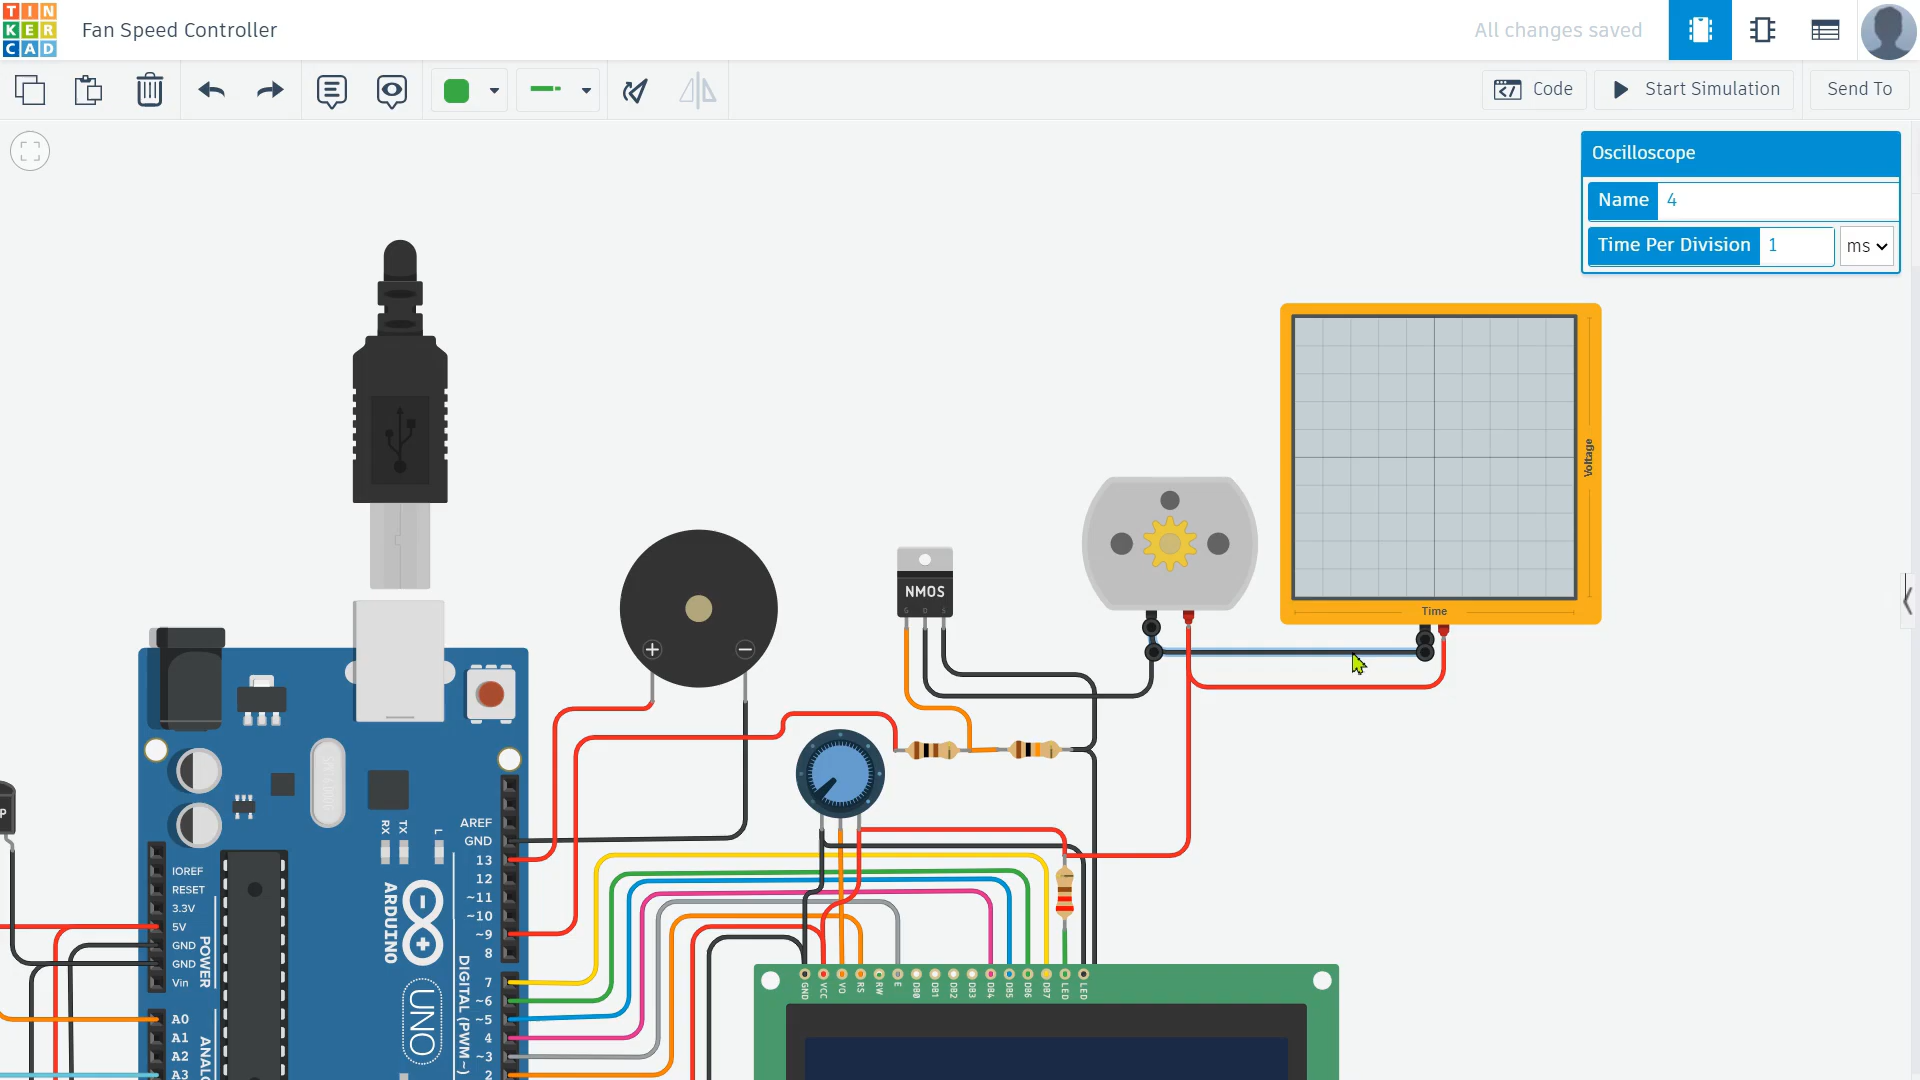 TIN
KER
CAD
Fan Speed Controller
All changes saved
Code
Start Simulation
Send To
Oscilloscope
Name 4
Time Per Division 1 ms
Voltage
Time
NMOS
G D S
+ −
P
RX TX L
AREF
GND
13
12
~11
~10
~9
8
7
~6
~5
4
~3
2
IOREF
RESET
3.3V
5V
GND
GND
Vin
POWER
A0
A1
A2
A3
ARDUINO
UNO
DIGITAL (PWM~)
GND VCC VO RS RW E DB0 DB1 DB2 DB3 DB4 DB5 DB6 DB7 LED LED